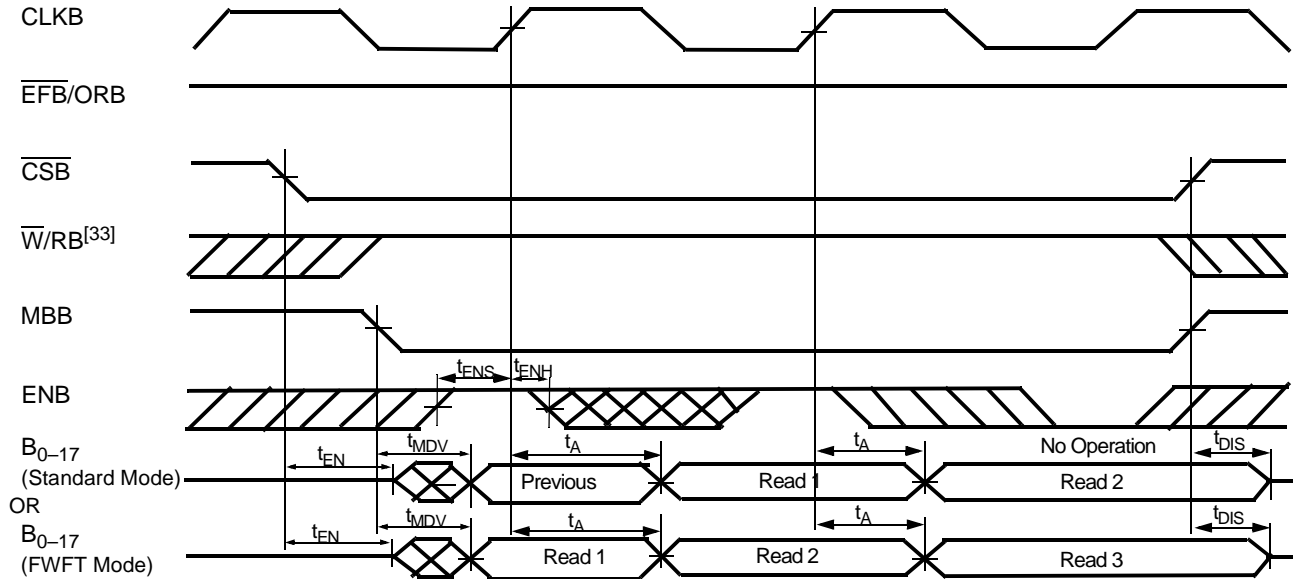 CLKB
E̅F̅B̅/ORB
C̅S̅B̅
W̅/RB[33]
MBB
tENS tENH
ENB
B0–17 tEN tMDV tA tA No Operation tDIS
(Standard Mode) Previous Read 1 Read 2
OR
B0–17 tEN tMDV tA tA tDIS
(FWFT Mode) Read 1 Read 2 Read 3